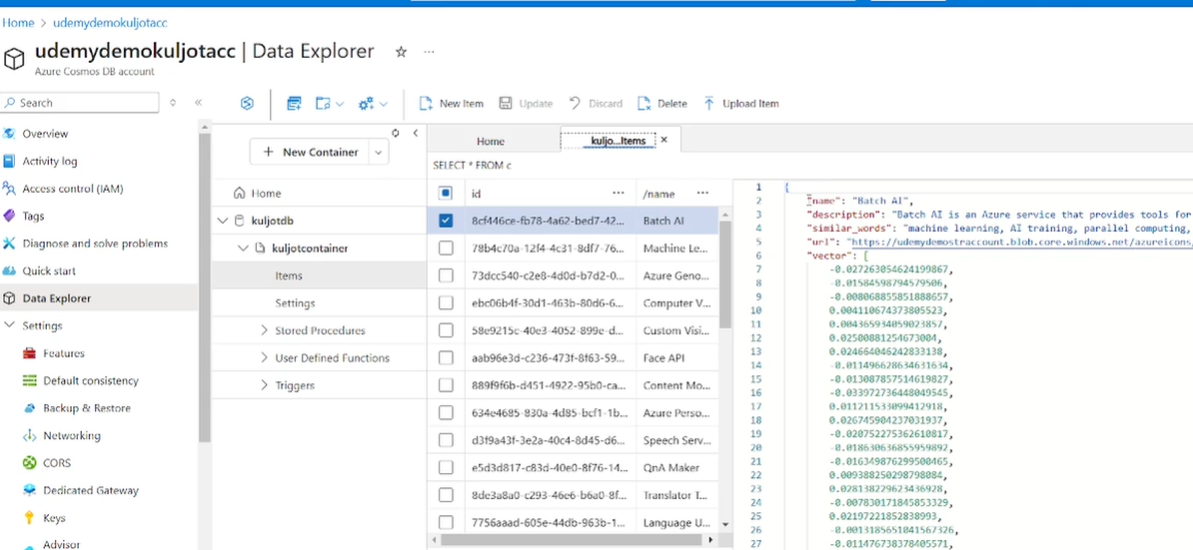 Home > udemydemokuljotacc
udemydemokuljotacc | Data Explorer
Azure Cosmos DB account
Search
Overview
Activity log
Access control (IAM)
Tags
Diagnose and solve problems
Quick start
Data Explorer
Settings
Features
Default consistency
Backup & Restore
Networking
CORS
Dedicated Gateway
Keys
Advisor
New Item Update Discard Delete Upload Item
+ New Container
Home
kuljotdb
kuljotcontainer
Items
Settings
Stored Procedures
User Defined Functions
Triggers
Home kuljo...Items
SELECT * FROM c
id ... /name ...
8cf446ce-fb78-4a62-bed7-42... Batch AI
78b4c70a-12f4-4c31-8df7-76... Machine Le...
73dcc540-c2e8-4d0d-b7d2-0... Azure Geno...
ebc06b4f-30d1-463b-80d6-6... Computer V...
58e9215c-40e3-4052-899e-d... Custom Visi...
aab96e3d-c236-473f-8f63-59... Face API
889f9f6b-d451-4922-95b0-ca... Content Mo...
634e4685-830a-4d85-bcf1-1b... Azure Perso...
d3f9a43f-3e2a-40c4-8d45-d6... Speech Serv...
e5d3d817-c83d-40e0-8f76-14... QnA Maker
8de3a8a0-c293-46e6-b6a0-8f... Translator T...
7756aaad-605e-44db-963b-1... Language U...
1 {
2 "name": "Batch AI",
3 "description": "Batch AI is an Azure service that provides tools for
4 "similar_words": "machine learning, AI training, parallel computing,
5 "url": "https://udemydemostraccount.blob.core.windows.net/azureicons/
6 "vector": [
7 -0.027263054624199867,
8 -0.01584598794579506,
9 -0.008068855851888657,
10 0.004110674373805523,
11 0.004365934059023857,
12 0.02500881254673004,
13 0.024664046242833138,
14 -0.011496628634631634,
15 -0.013087857514619827,
16 -0.033972736448049545,
17 0.011211533099412918,
18 0.026745904237031937,
19 -0.020752275362610817,
20 -0.018630636855959892,
21 -0.016349876299500465,
22 0.009388250298798084,
23 0.028138229623436928,
24 -0.007830171845853329,
25 0.02197221852838993,
26 -0.0013185651041567326,
27 -0.011476738378405571,